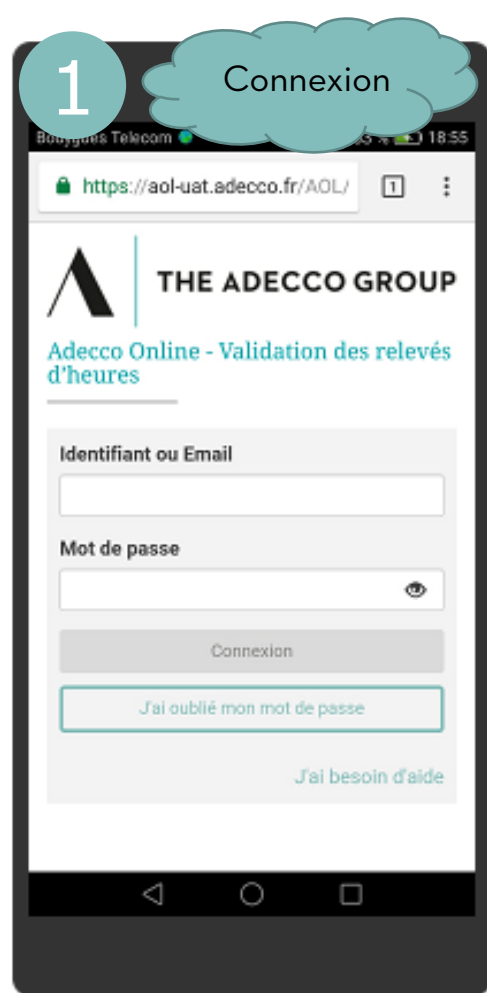 1
Connexion
Bouygues Telecom
18:55
https://aol-uat.adecco.fr/AOL/
1
THE ADECCO GROUP
Adecco Online - Validation des relevés
d'heures
Identifiant ou Email
Mot de passe
Connexion
J'ai oublié mon mot de passe
J'ai besoin d'aide